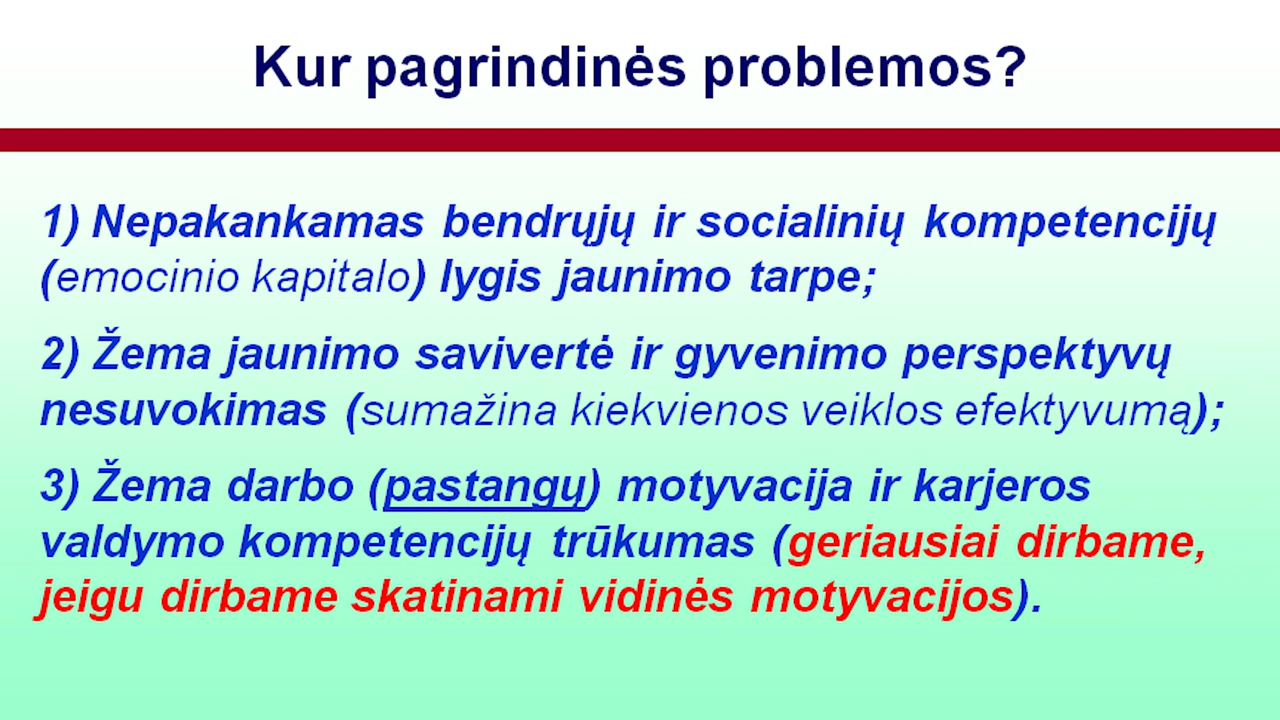 Kur pagrindinės problemos?
1) Nepakankamas bendrųjų ir socialinių kompetencijų
(emocinio kapitalo) lygis jaunimo tarpe;
2) Žema jaunimo savivertė ir gyvenimo perspektyvų
nesuvokimas (sumažina kiekvienos veiklos efektyvumą);
3) Žema darbo (pastangų) motyvacija ir karjeros
valdymo kompetencijų trūkumas (geriausiai dirbame,
jeigu dirbame skatinami vidinės motyvacijos).